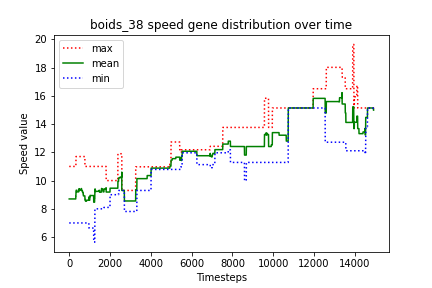 boids_38 speed gene distribution over time
max
mean
min
Speed value
20
18
16
14
12
10
8
6
0 2000 4000 6000 8000 10000 12000 14000
Timesteps